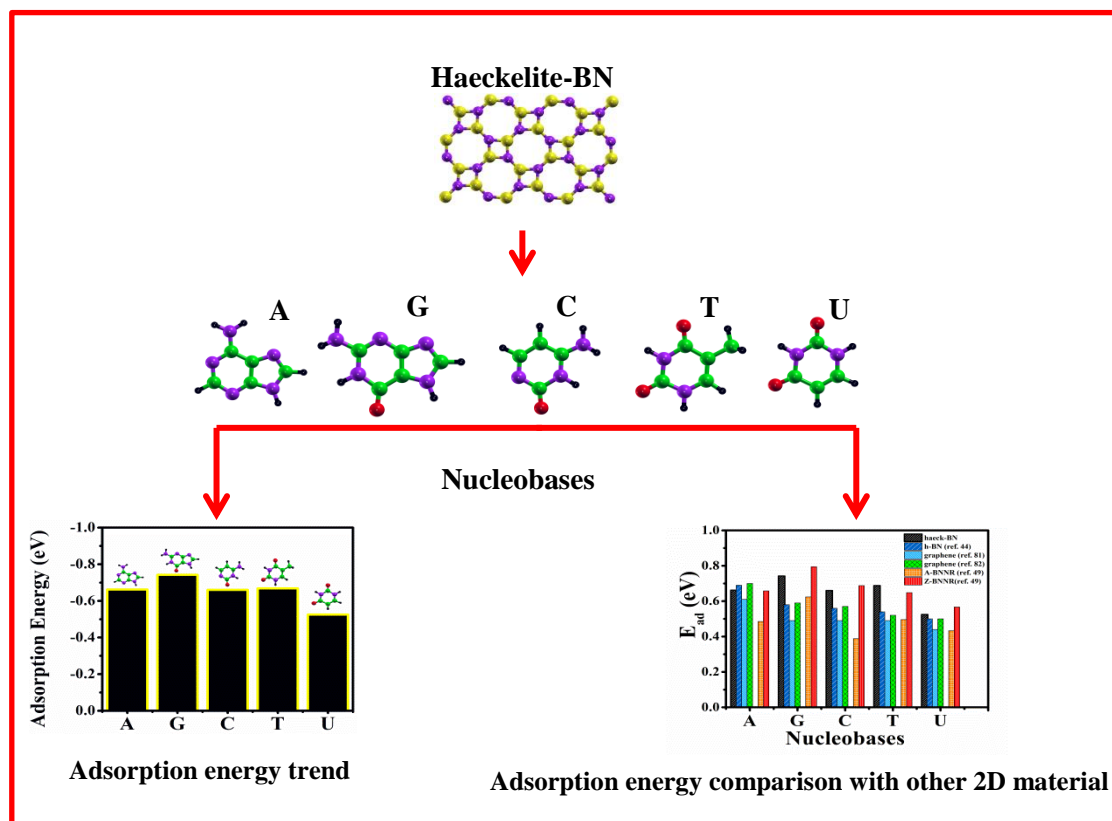 Haeckelite-BN
A
G
C
T
U
Nucleobases
Adsorption Energy (eV)
-1.0
-0.8
-0.6
-0.4
-0.2
0.0
A G C T U
Adsorption energy trend
E_ad (eV)
1.0
0.8
0.6
0.4
0.2
0.0
haeck-BN
h-BN (ref. 44)
graphene (ref. 81)
graphene (ref. 82)
A-BNNR (ref. 49)
Z-BNNR(ref. 49)
A G C T U
Nucleobases
Adsorption energy comparison with other 2D material